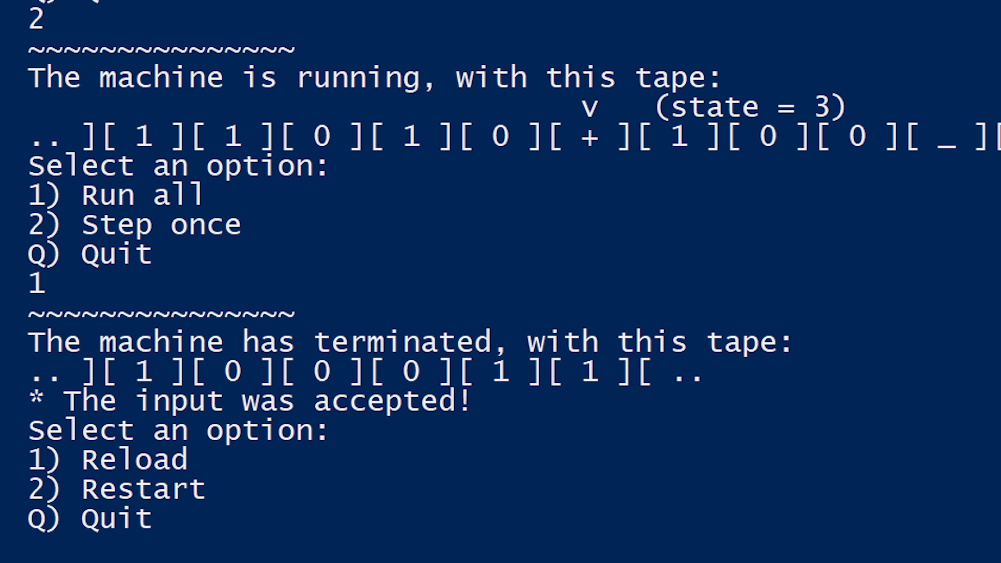 2
~~~~~~~~~~~~~~~
The machine is running, with this tape:
v (state = 3)
.. ][ 1 ][ 1 ][ 0 ][ 1 ][ 0 ][ + ][ 1 ][ 0 ][ 0 ][ _ ][
Select an option:
1) Run all
2) Step once
Q) Quit
1
~~~~~~~~~~~~~~~
The machine has terminated, with this tape:
.. ][ 1 ][ 0 ][ 0 ][ 0 ][ 1 ][ 1 ][ ..
* The input was accepted!
Select an option:
1) Reload
2) Restart
Q) Quit